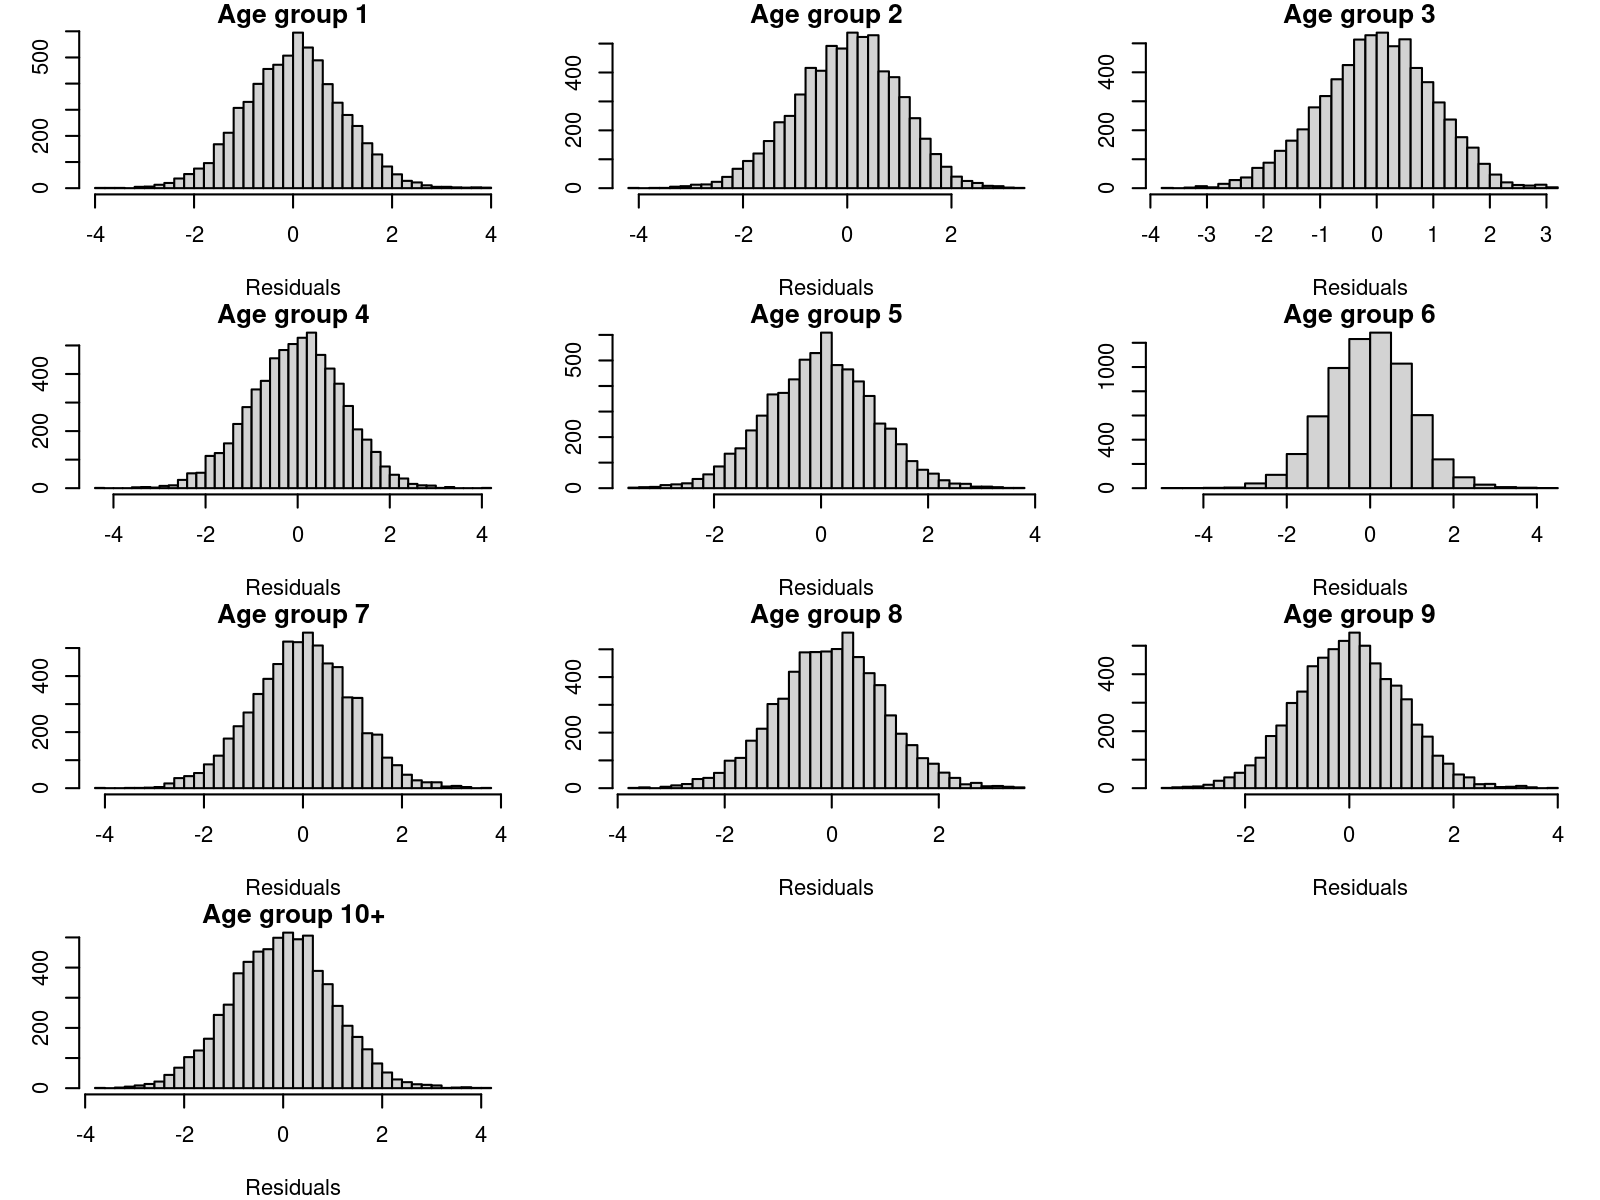 Age group 1
0 200 500
-4 -2 0 2 4
Residuals
Age group 2
0 200 400
-4 -2 0 2
Residuals
Age group 3
0 200 400
-4 -3 -2 -1 0 1 2 3
Residuals
Age group 4
0 200 400
-4 -2 0 2 4
Residuals
Age group 5
0 200 500
-2 0 2 4
Residuals
Age group 6
0 400 1000
-4 -2 0 2 4
Residuals
Age group 7
0 200 400
-4 -2 0 2 4
Residuals
Age group 8
0 200 400
-4 -2 0 2
Residuals
Age group 9
0 200 400
-2 0 2 4
Residuals
Age group 10+
0 200 400
-4 -2 0 2 4
Residuals